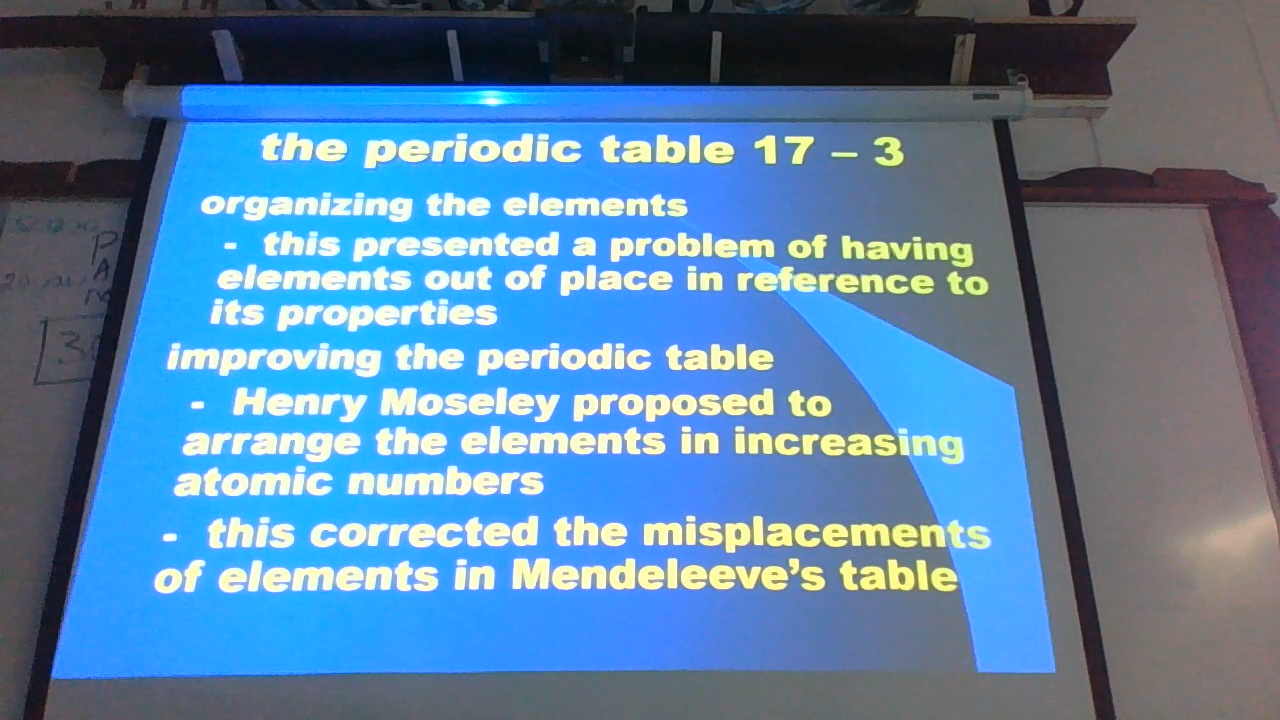 the periodic table 17 – 3
organizing the elements
- this presented a problem of having
elements out of place in reference to
its properties
improving the periodic table
- Henry Moseley proposed to
arrange the elements in increasing
atomic numbers
- this corrected the misplacements
of elements in Mendeleeve's table
P
A